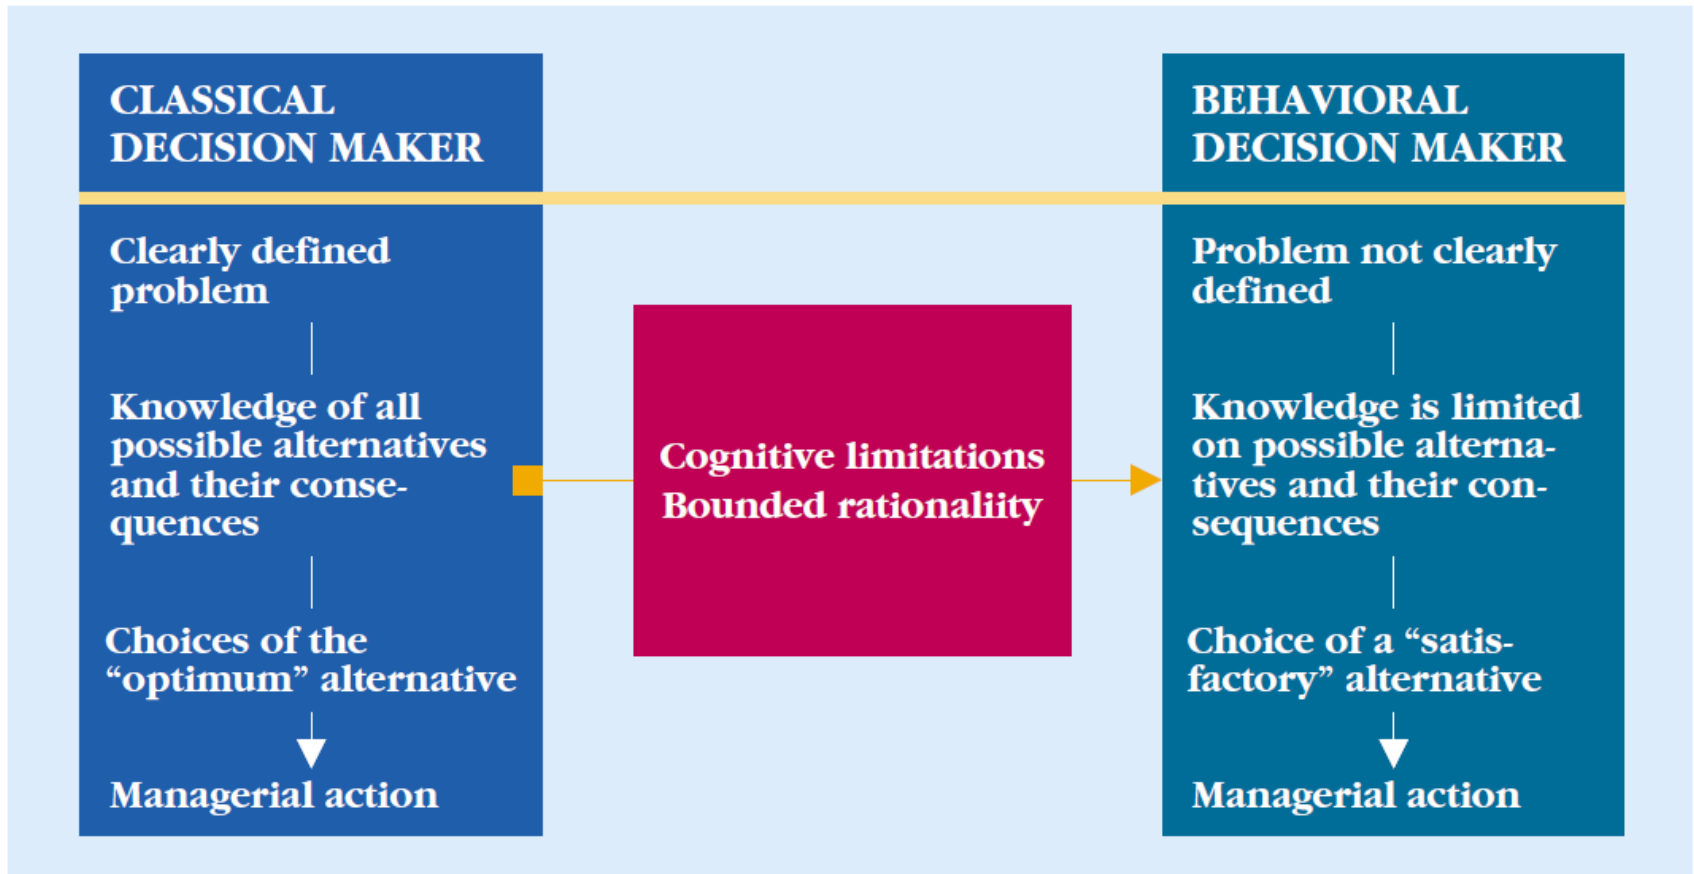 CLASSICAL
DECISION MAKER
Clearly defined
problem
Knowledge of all
possible alternatives
and their conse-
quences
Choices of the
“optimum” alternative
Managerial action
Cognitive limitations
Bounded rationaliity
BEHAVIORAL
DECISION MAKER
Problem not clearly
defined
Knowledge is limited
on possible alterna-
tives and their con-
sequences
Choice of a “satis-
factory” alternative
Managerial action